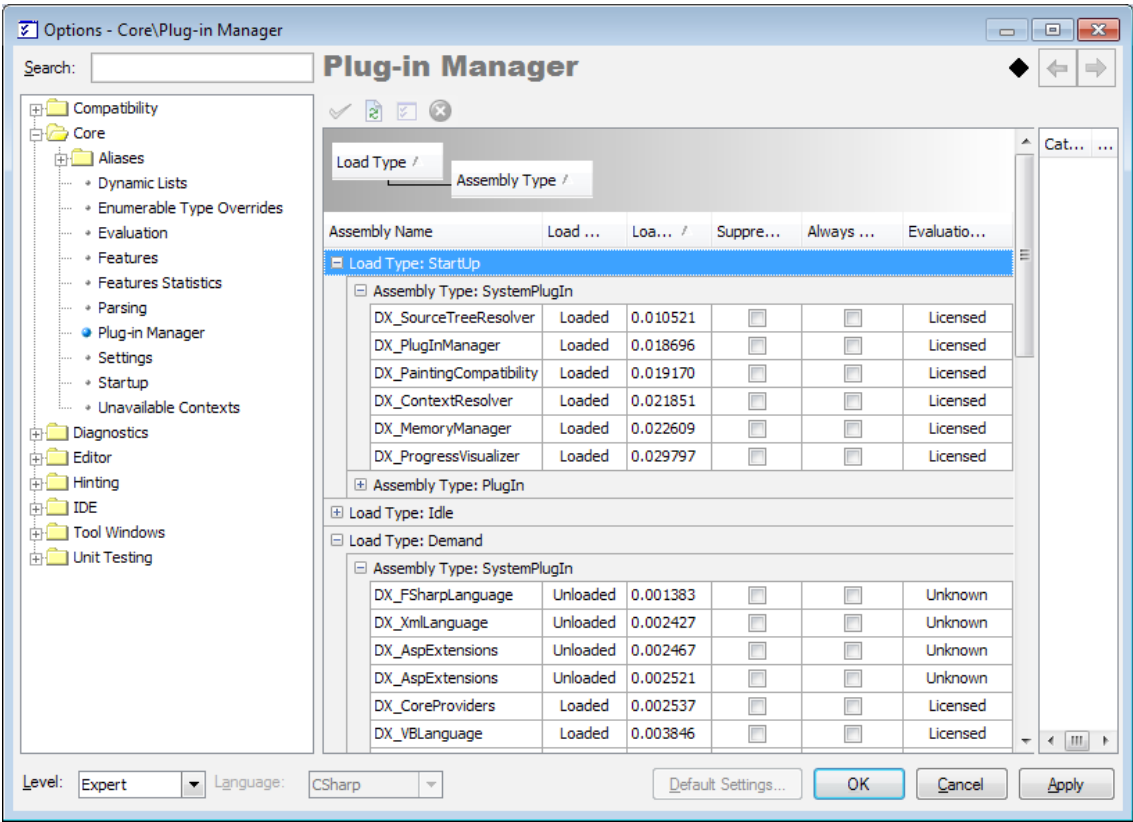 Options - Core\Plug-in Manager
Search:
Plug-in Manager
Compatibility
Core
Aliases
Dynamic Lists
Enumerable Type Overrides
Evaluation
Features
Features Statistics
Parsing
Plug-in Manager
Settings
Startup
Unavailable Contexts
Diagnostics
Editor
Hinting
IDE
Tool Windows
Unit Testing
Load Type /
Assembly Type /
Cat... ...
Assembly Name Load ... Loa... / Suppre... Always ... Evaluatio...
Load Type: StartUp
Assembly Type: SystemPlugIn
DX_SourceTreeResolver Loaded 0.010521 Licensed
DX_PlugInManager Loaded 0.018696 Licensed
DX_PaintingCompatibility Loaded 0.019170 Licensed
DX_ContextResolver Loaded 0.021851 Licensed
DX_MemoryManager Loaded 0.022609 Licensed
DX_ProgressVisualizer Loaded 0.029797 Licensed
Assembly Type: PlugIn
Load Type: Idle
Load Type: Demand
Assembly Type: SystemPlugIn
DX_FSharpLanguage Unloaded 0.001383 Unknown
DX_XmlLanguage Unloaded 0.002427 Unknown
DX_AspExtensions Unloaded 0.002467 Unknown
DX_AspExtensions Unloaded 0.002521 Unknown
DX_CoreProviders Loaded 0.002537 Licensed
DX_VBLanguage Loaded 0.003846 Licensed
Level: Expert Language: CSharp Default Settings... OK Cancel Apply